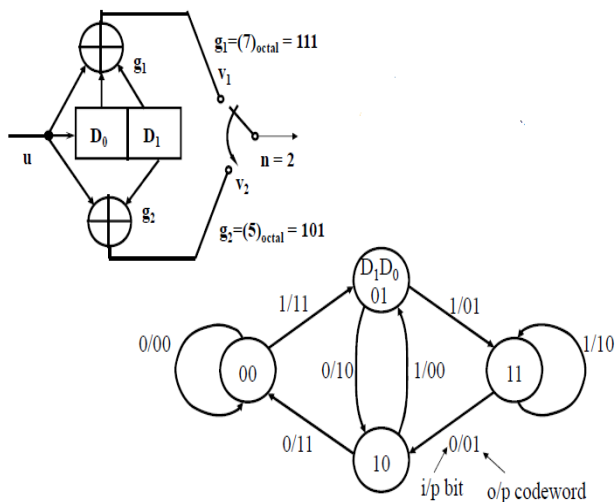 g₁=(7)octal = 111
g₁
v₁
D₀ D₁
u
n = 2
v₂
g₂
g₂=(5)octal = 101
D₁D₀
01
1/11
1/01
0/00
1/10
00
0/10
1/00
11
0/11
10
0/01
i/p bit
o/p codeword